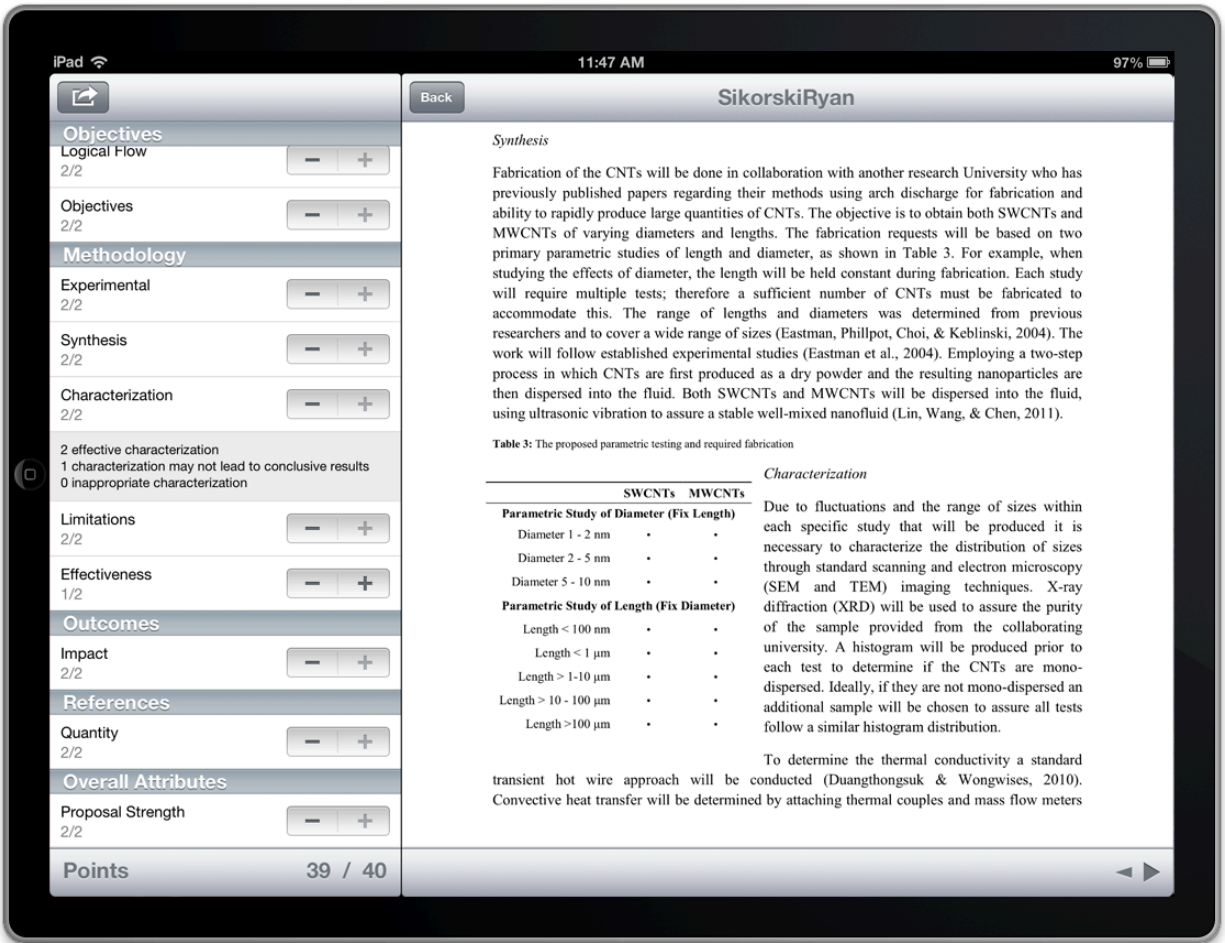 iPad
11:47 AM
97%
Back
SikorskiRyan
Objectives
Logical Flow
2/2
Objectives
2/2
Methodology
Experimental
2/2
Synthesis
2/2
Characterization
2/2
2 effective characterization
1 characterization may not lead to conclusive results
0 inappropriate characterization
Limitations
2/2
Effectiveness
1/2
Outcomes
Impact
2/2
References
Quantity
2/2
Overall Attributes
Proposal Strength
2/2
Points 39 / 40
Synthesis
Fabrication of the CNTs will be done in collaboration with another research University who has
previously published papers regarding their methods using arch discharge for fabrication and
ability to rapidly produce large quantities of CNTs. The objective is to obtain both SWCNTs and
MWCNTs of varying diameters and lengths. The fabrication requests will be based on two
primary parametric studies of length and diameter, as shown in Table 3. For example, when
studying the effects of diameter, the length will be held constant during fabrication. Each study
will require multiple tests; therefore a sufficient number of CNTs must be fabricated to
accommodate this. The range of lengths and diameters was determined from previous
researchers and to cover a wide range of sizes (Eastman, Phillpot, Choi, & Keblinski, 2004). The
work will follow established experimental studies (Eastman et al., 2004). Employing a two-step
process in which CNTs are first produced as a dry powder and the resulting nanoparticles are
then dispersed into the fluid. Both SWCNTs and MWCNTs will be dispersed into the fluid,
using ultrasonic vibration to assure a stable well-mixed nanofluid (Lin, Wang, & Chen, 2011).
Table 3: The proposed parametric testing and required fabrication
SWCNTs MWCNTs
Parametric Study of Diameter (Fix Length)
Diameter 1 - 2 nm • •
Diameter 2 - 5 nm • •
Diameter 5 - 10 nm • •
Parametric Study of Length (Fix Diameter)
Length < 100 nm • •
Length < 1 μm • •
Length > 1-10 μm • •
Length > 10 - 100 μm • •
Length >100 μm • •
Characterization
Due to fluctuations and the range of sizes within
each specific study that will be produced it is
necessary to characterize the distribution of sizes
through standard scanning and electron microscopy
(SEM and TEM) imaging techniques. X-ray
diffraction (XRD) will be used to assure the purity
of the sample provided from the collaborating
university. A histogram will be produced prior to
each test to determine if the CNTs are mono-
dispersed. Ideally, if they are not mono-dispersed an
additional sample will be chosen to assure all tests
follow a similar histogram distribution.
To determine the thermal conductivity a standard
transient hot wire approach will be conducted (Duangthongsuk & Wongwises, 2010).
Convective heat transfer will be determined by attaching thermal couples and mass flow meters